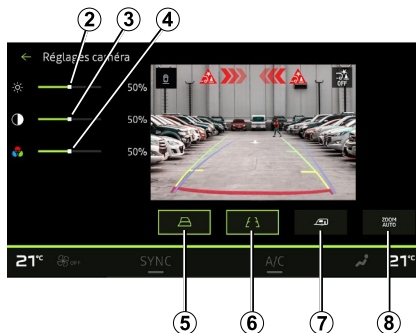 2 3 4
Réglages caméra
50%
50%
50%
OFF
ZOOM
AUTO
21°C OFF SYNC A/C 21°C
5 6 7 8